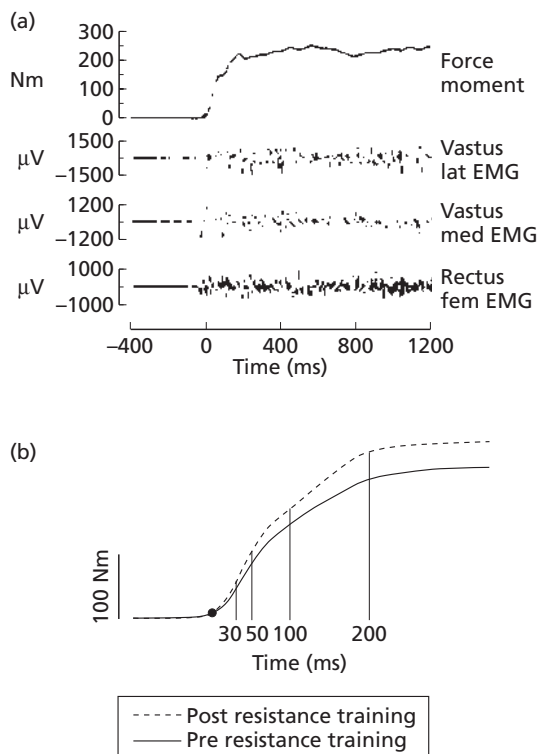 (a)
300
200
100
0
Nm
Force
moment
1500
−1500
μV
Vastus
lat EMG
1200
−1200
μV
Vastus
med EMG
1000
−1000
μV
Rectus
fem EMG
−400 0 400 800 1200
Time (ms)
(b)
100 Nm
30 50 100 200
Time (ms)
Post resistance training
Pre resistance training